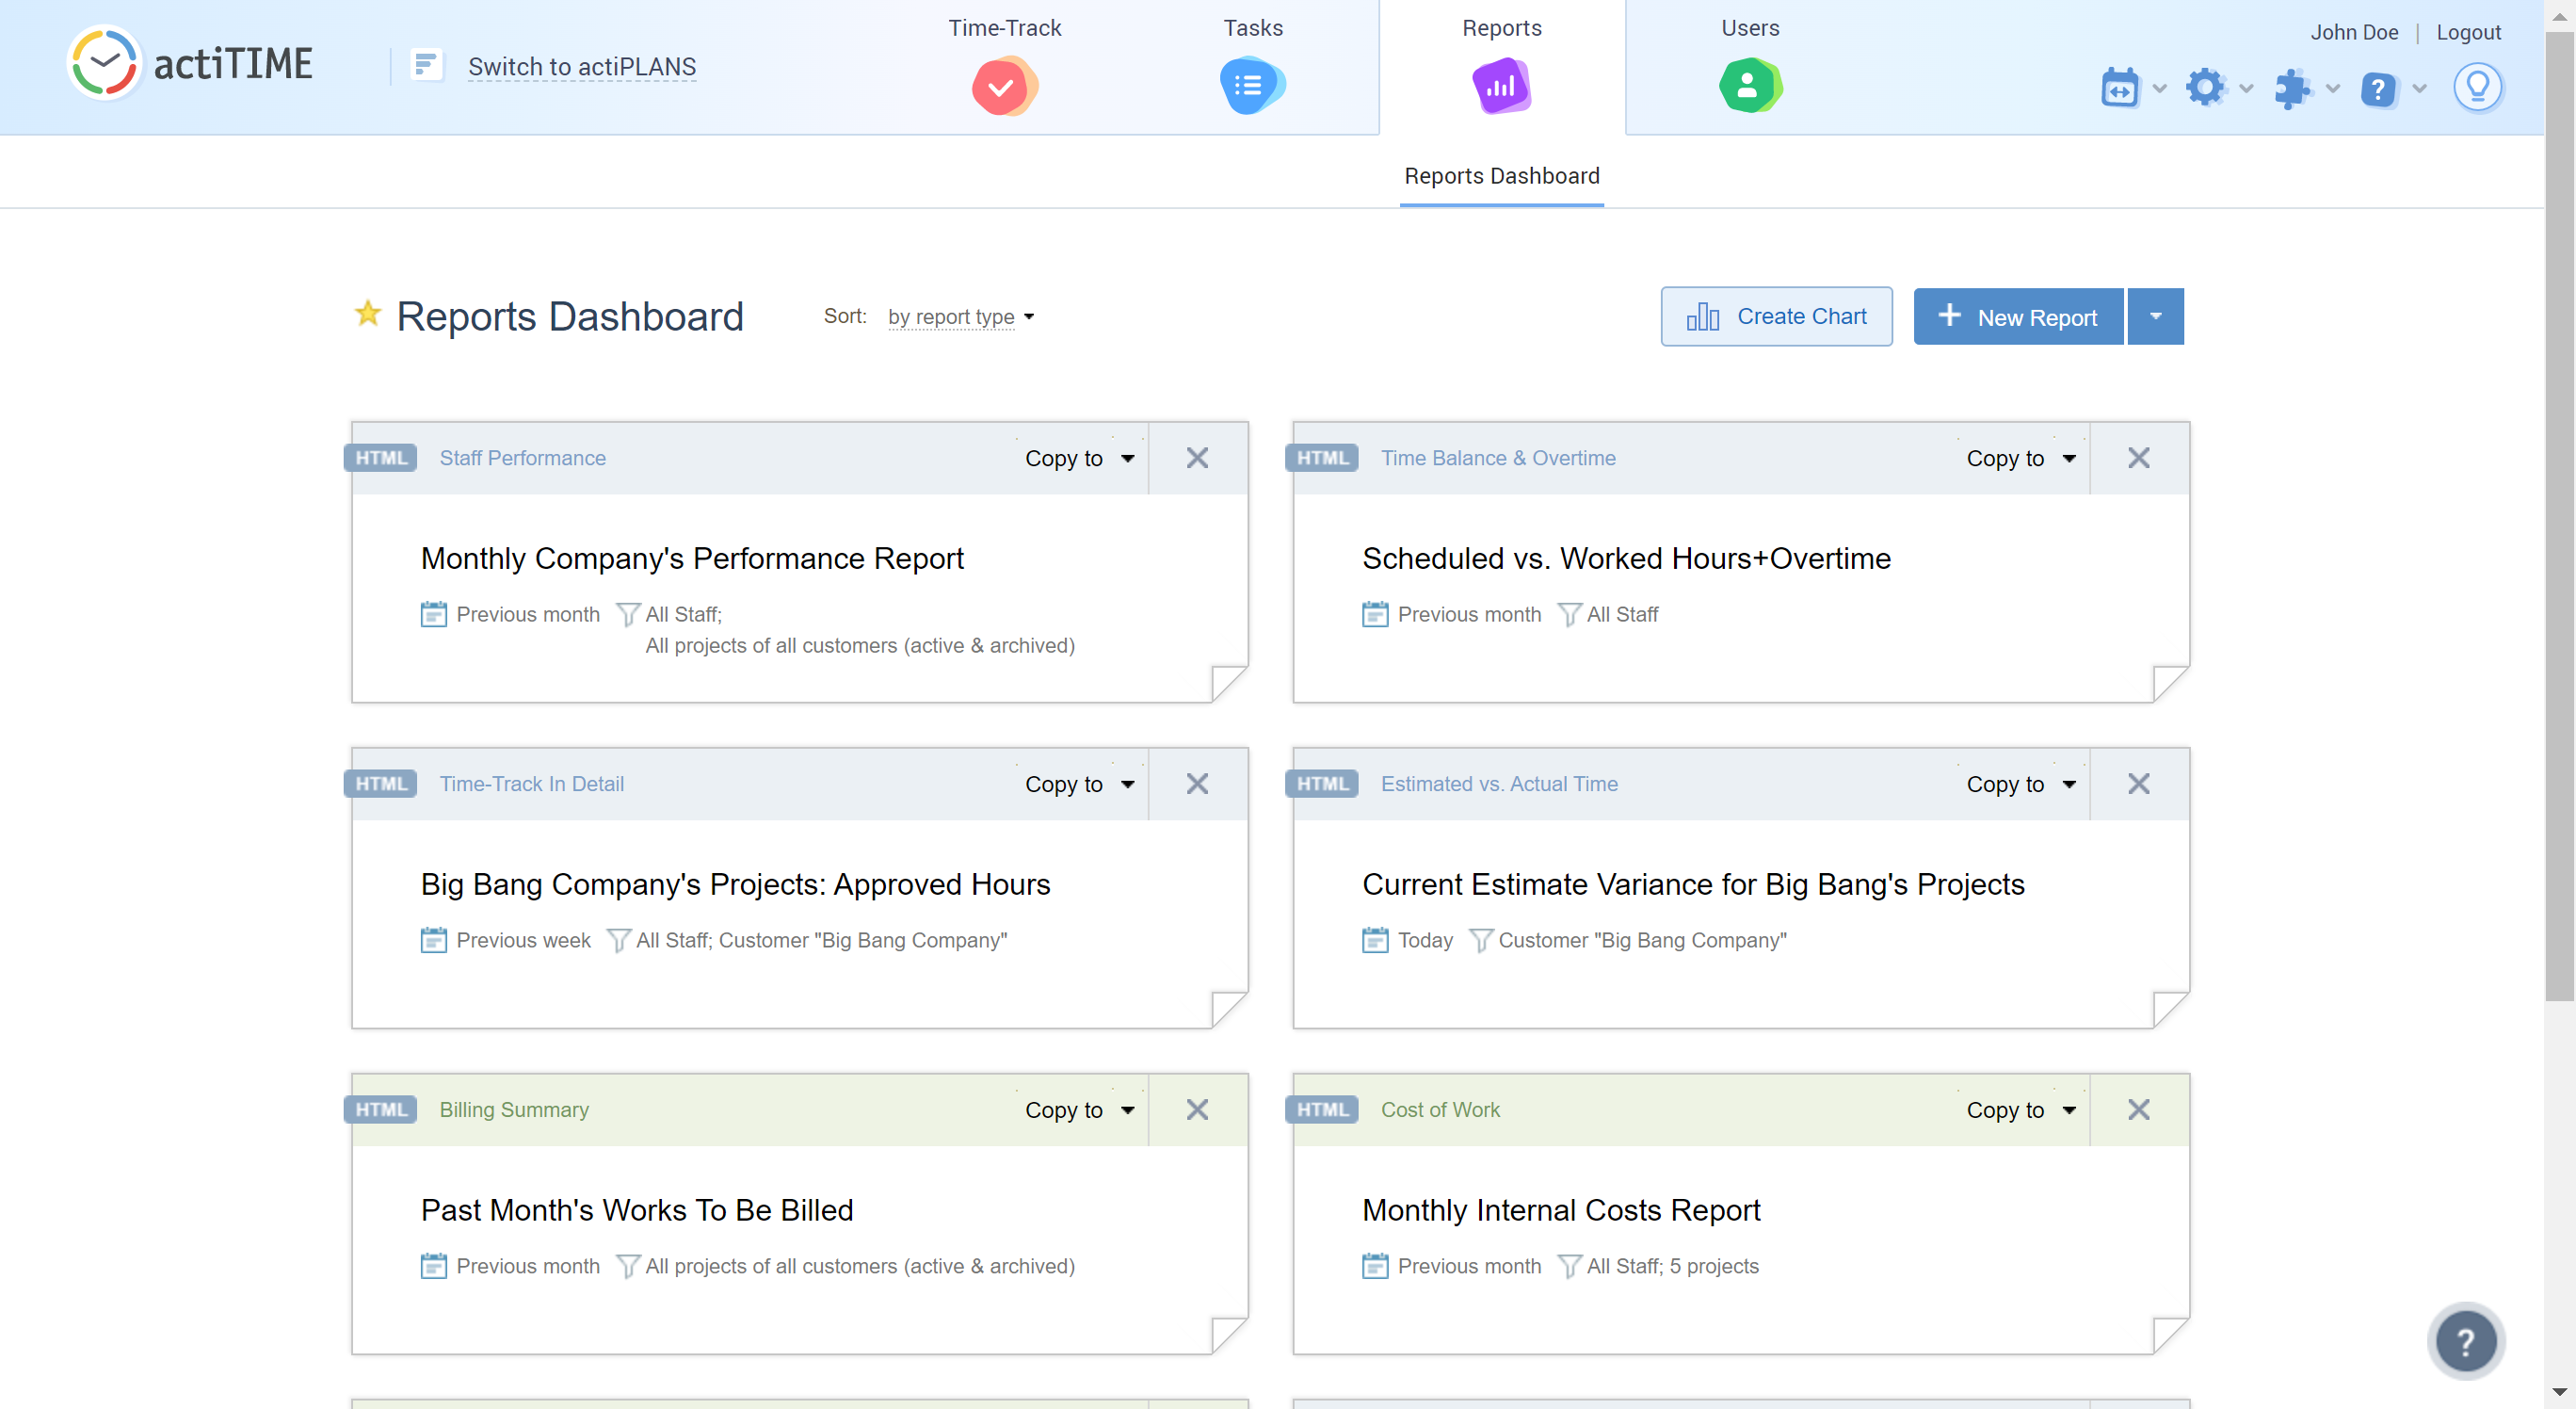 Time-Track
Tasks
Reports
Users
John Doe | Logout
actiTIME
Switch to actiPLANS
Reports Dashboard
Reports Dashboard
Sort: by report type
Create Chart
+ New Report
HTML Staff Performance Copy to
Monthly Company's Performance Report
Previous month All Staff;
All projects of all customers (active & archived)
HTML Time Balance & Overtime Copy to
Scheduled vs. Worked Hours+Overtime
Previous month All Staff
HTML Time-Track In Detail Copy to
Big Bang Company's Projects: Approved Hours
Previous week All Staff; Customer "Big Bang Company"
HTML Estimated vs. Actual Time Copy to
Current Estimate Variance for Big Bang's Projects
Today Customer "Big Bang Company"
HTML Billing Summary Copy to
Past Month's Works To Be Billed
Previous month All projects of all customers (active & archived)
HTML Cost of Work Copy to
Monthly Internal Costs Report
Previous month All Staff; 5 projects
?